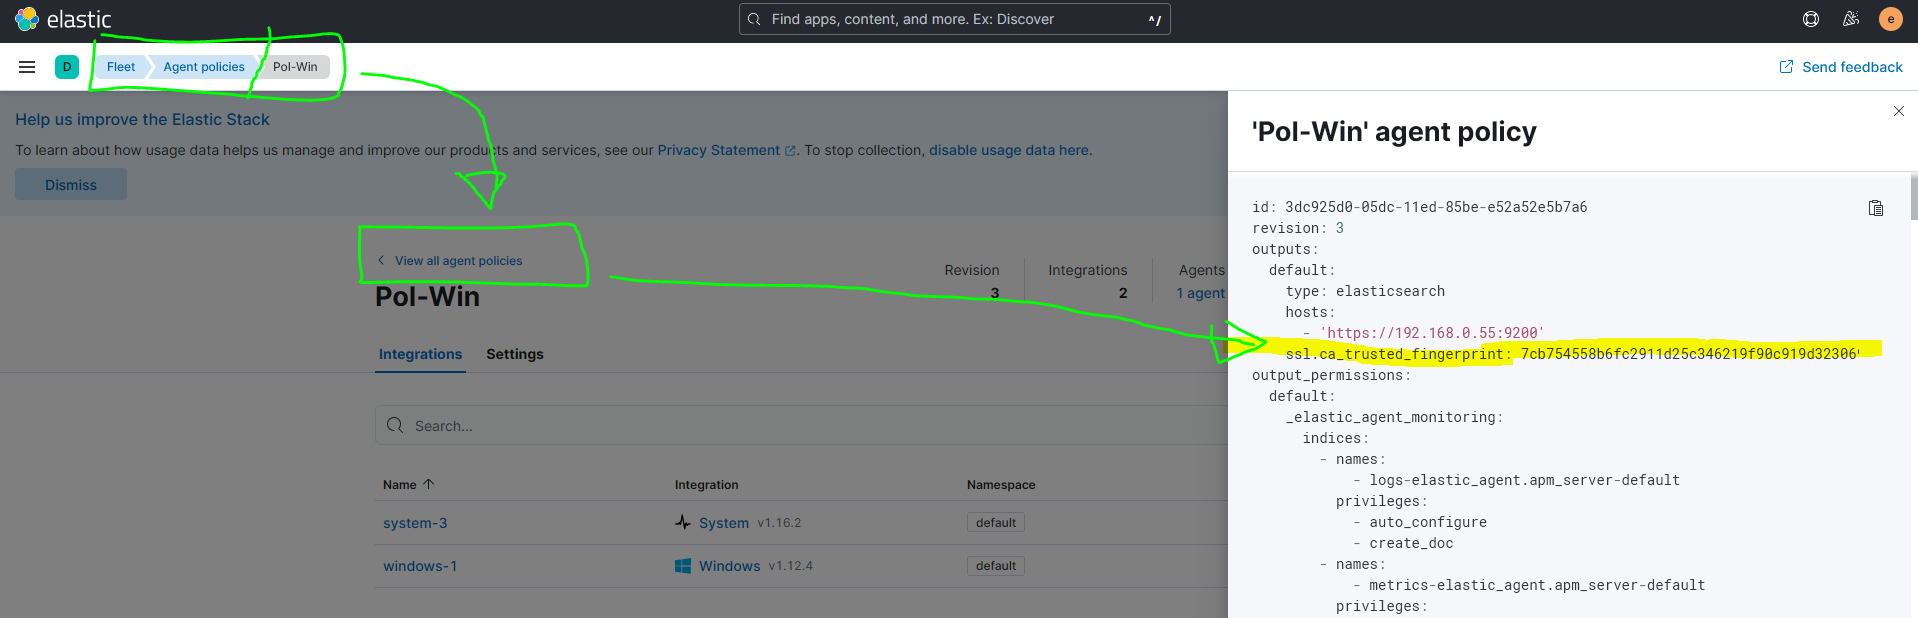 elastic
Find apps, content, and more. Ex: Discover
^/
e
D
Fleet
Agent policies
Pol-Win
Send feedback
Help us improve the Elastic Stack
To learn about how usage data helps us manage and improve our products and services, see our Privacy Statement. To stop collection, disable usage data here.
Dismiss
View all agent policies
Pol-Win
Revision
3
Integrations
2
Agents
1 agent
Integrations
Settings
Search...
Name
Integration
Namespace
system-3
System v1.16.2
default
windows-1
Windows v1.12.4
default
'Pol-Win' agent policy
id: 3dc925d0-05dc-11ed-85be-e52a52e5b7a6
revision: 3
outputs:
default:
type: elasticsearch
hosts:
- 'https://192.168.0.55:9200'
ssl.ca_trusted_fingerprint: 7cb754558b6fc2911d25c346219f90c919d32306
output_permissions:
default:
_elastic_agent_monitoring:
indices:
- names:
- logs-elastic_agent.apm_server-default
privileges:
- auto_configure
- create_doc
- names:
- metrics-elastic_agent.apm_server-default
privileges: